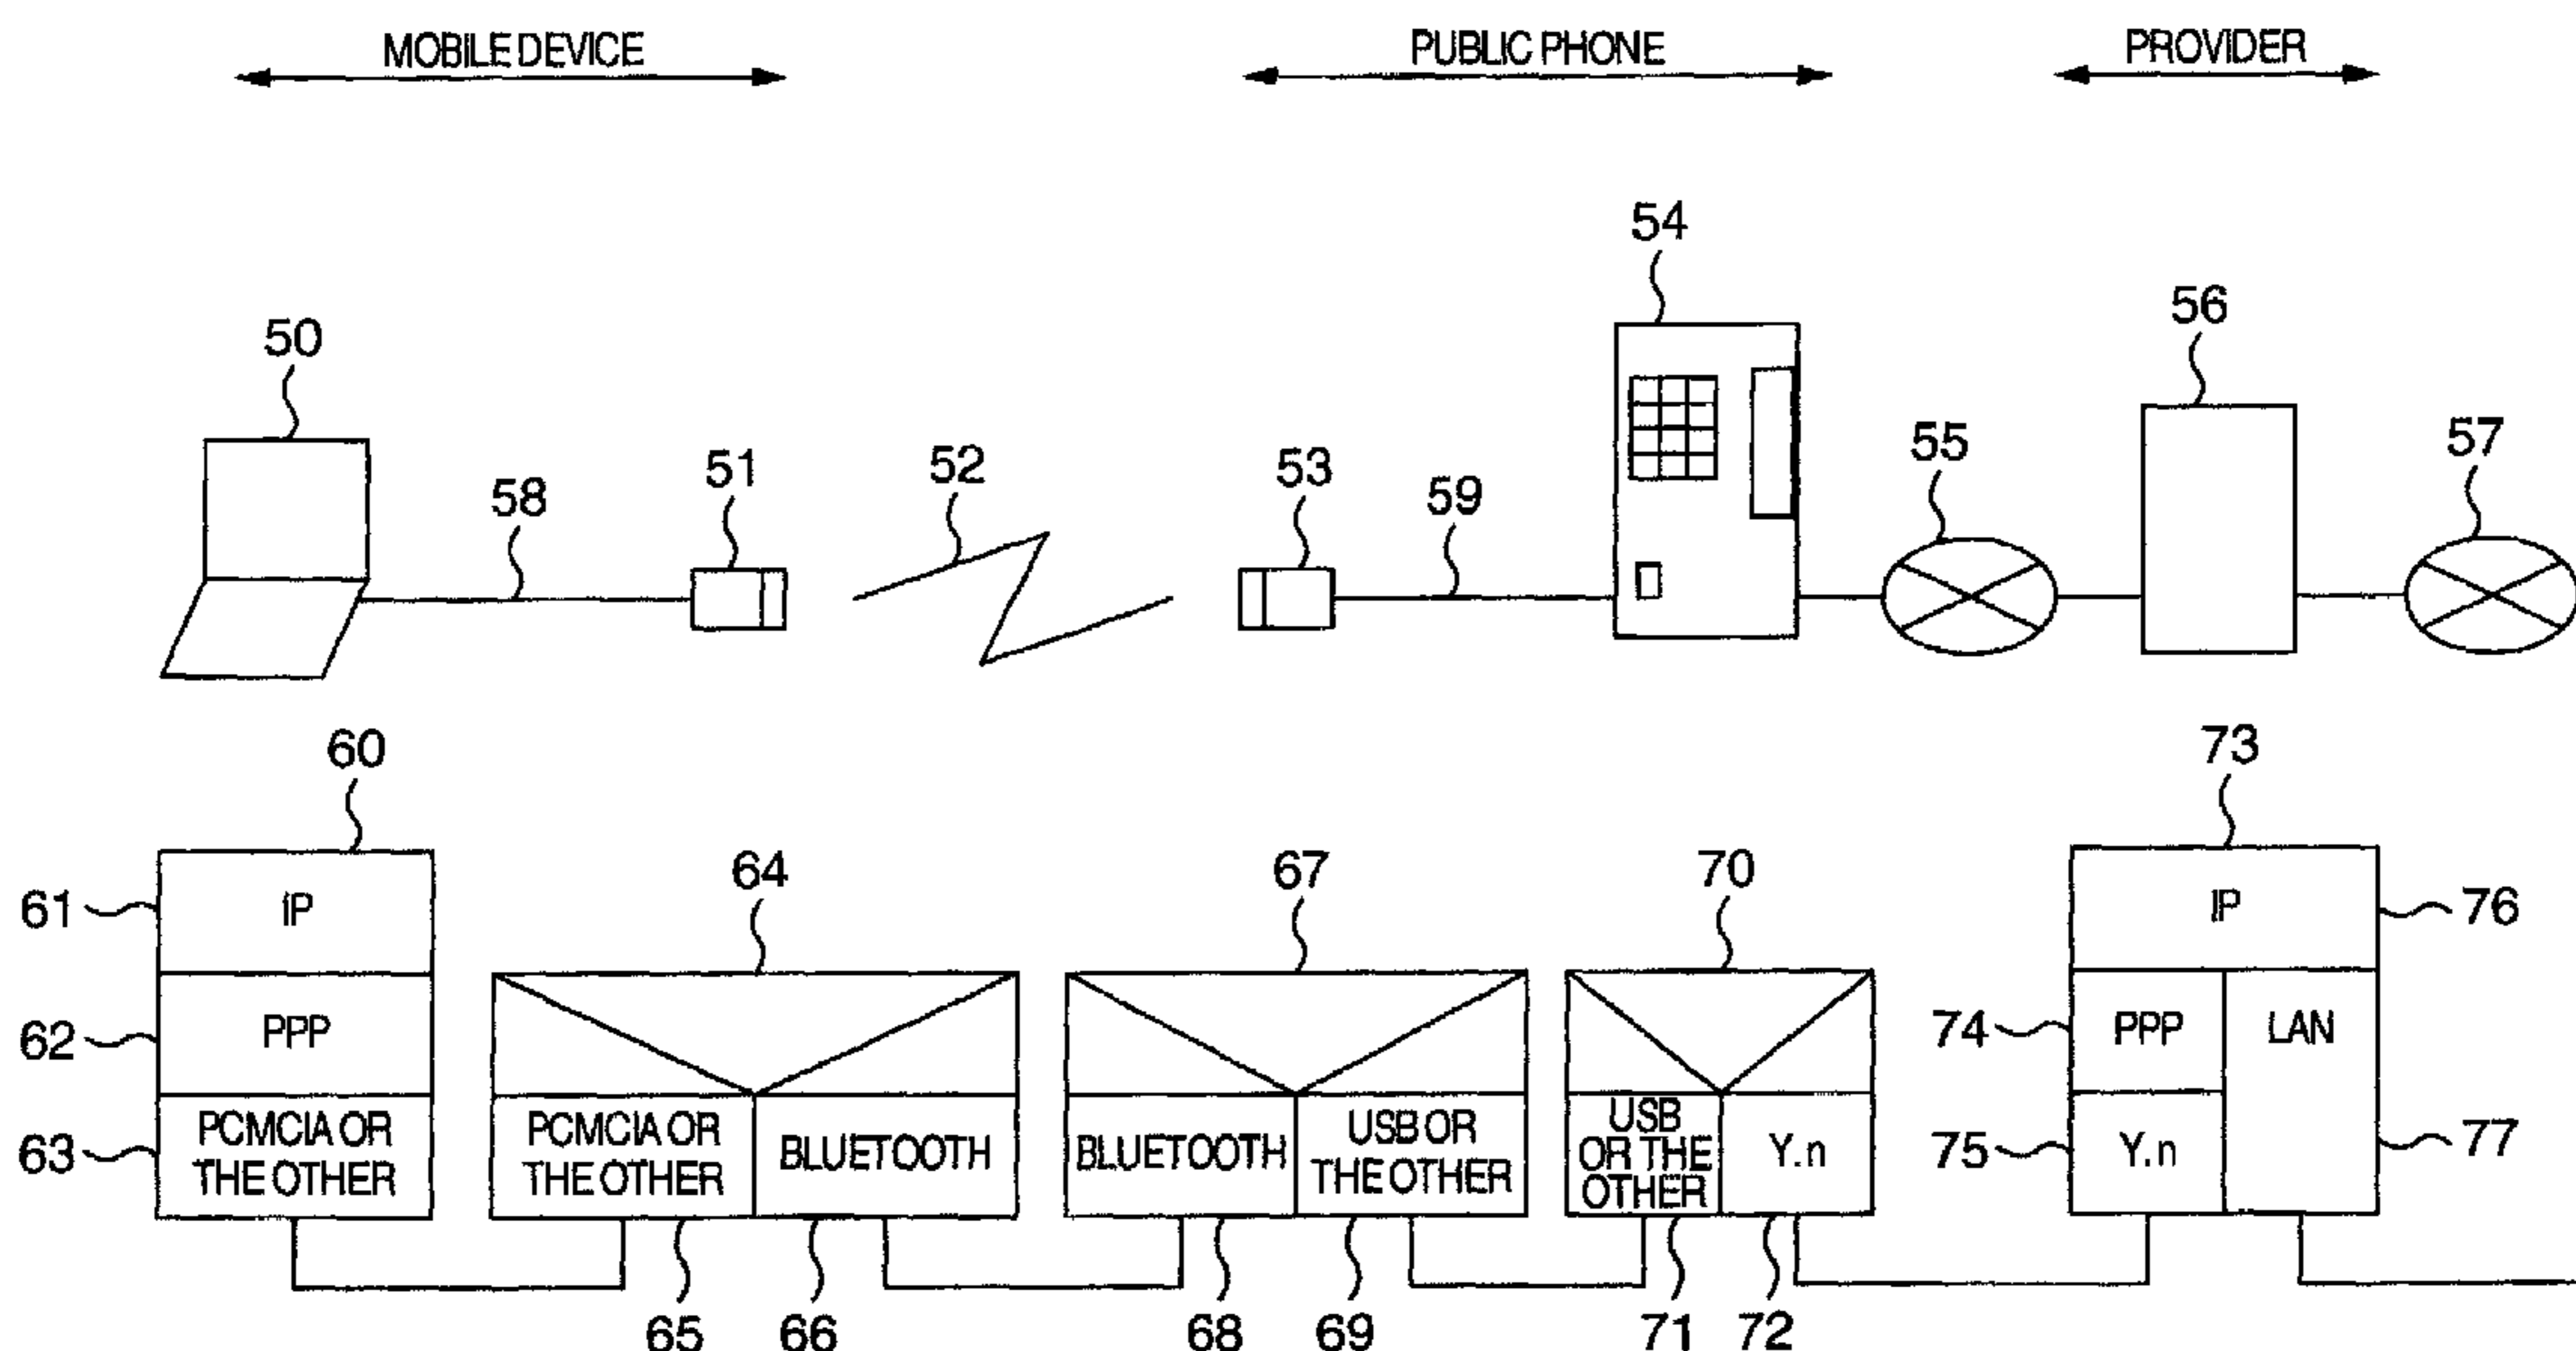 MOBILE DEVICE
PUBLIC PHONE
PROVIDER
54
56
50
55
57
51
52
53
58
59
60
73
64
67
70
61
IP
IP
76
62
PPP
74
PPP
LAN
63
PCMCIA OR
THE OTHER
PCMCIA OR
THE OTHER
BLUETOOTH
BLUETOOTH
USB OR
THE OTHER
USB
OR THE
OTHER
Y.n
75
Y.n
77
65
66
68
69
71
72